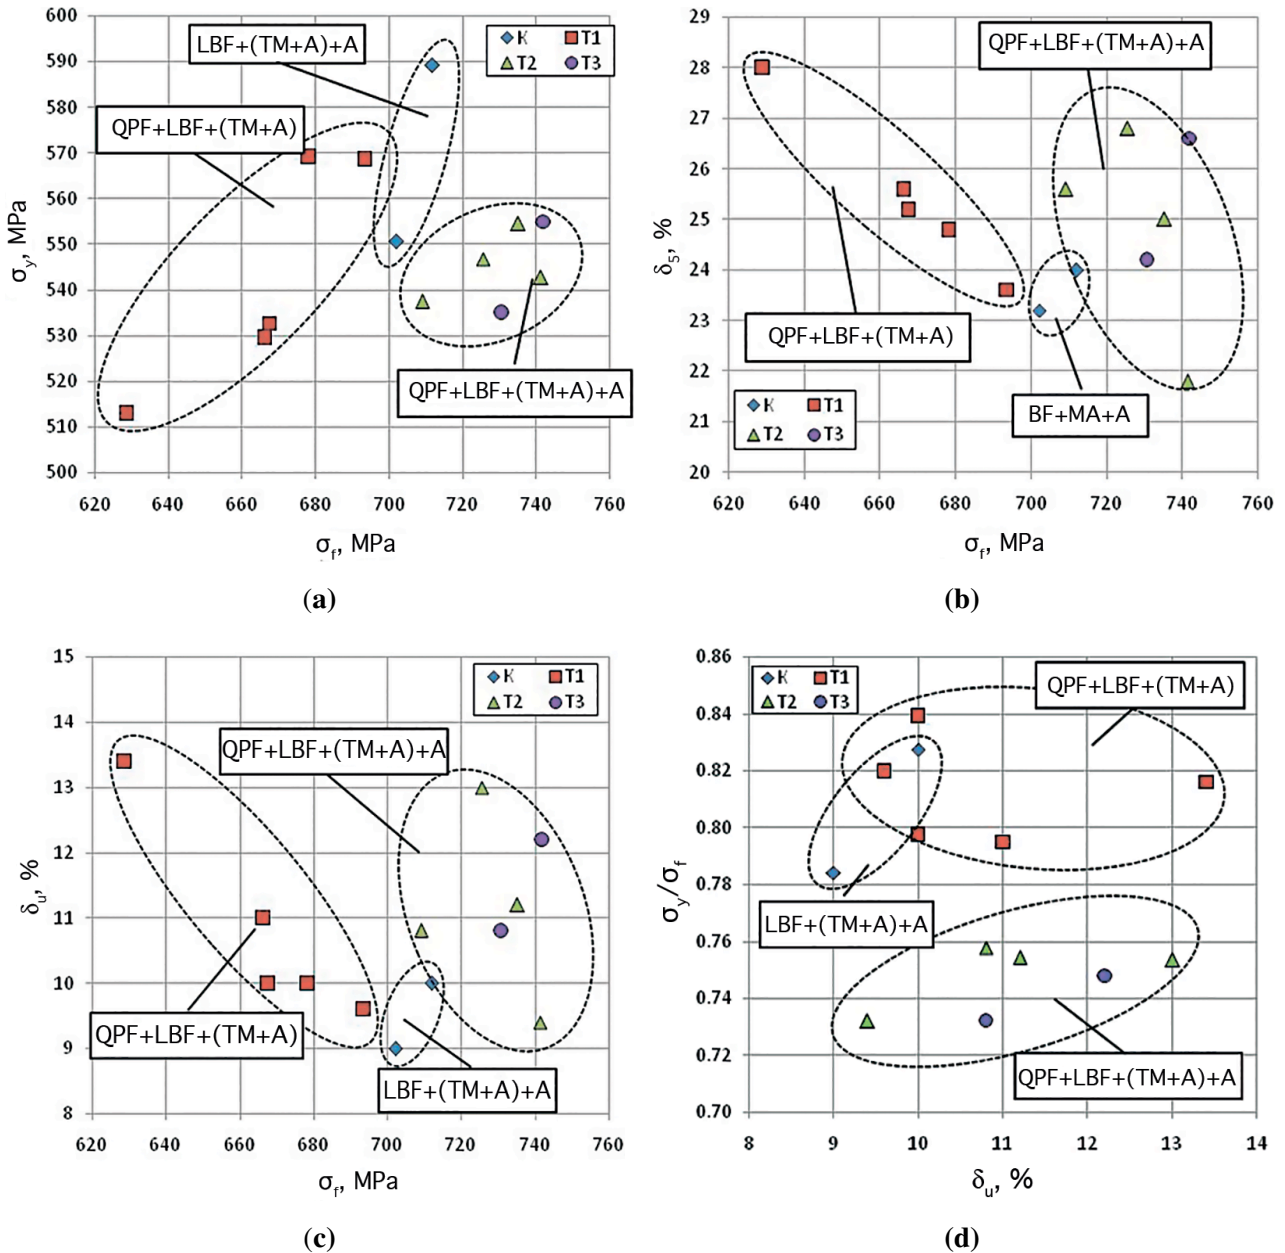 600
590
580
570
560
550
540
530
520
510
500
620 640 660 680 700 720 740 760
σy, MPa
σf, MPa
LBF+(TM+A)+A
QPF+LBF+(TM+A)
QPF+LBF+(TM+A)+A
K T1
T2 T3
(a)
29
28
27
26
25
24
23
22
21
20
620 640 660 680 700 720 740 760
δ5, %
σf, MPa
QPF+LBF+(TM+A)+A
QPF+LBF+(TM+A)
BF+MA+A
K T1
T2 T3
(b)
15
14
13
12
11
10
9
8
620 640 660 680 700 720 740 760
δu, %
σf, MPa
K T1
T2 T3
QPF+LBF+(TM+A)+A
QPF+LBF+(TM+A)
LBF+(TM+A)+A
(c)
0.86
0.84
0.82
0.80
0.78
0.76
0.74
0.72
0.70
8 9 10 11 12 13 14
σy/σf
δu, %
K T1
T2 T3
QPF+LBF+(TM+A)
LBF+(TM+A)+A
QPF+LBF+(TM+A)+A
(d)